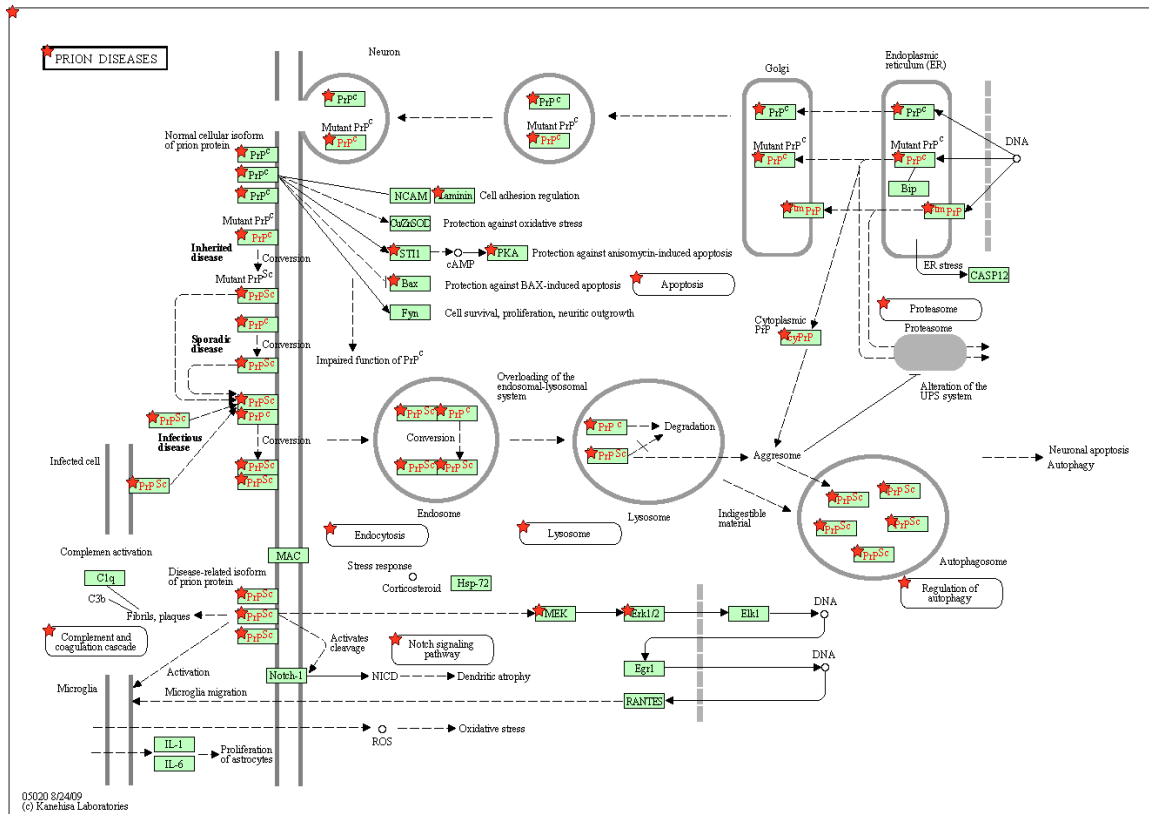 PRION DISEASES
Neuron
Golgi
Endoplasmic
reticulum (ER)
PrPC
PrPC
PrPC
PrPC
Mutant PrPC
PrPC
Mutant PrPC
PrPC
Mutant PrPC
PrPC
Mutant PrPC
PrPC
DNA
Bip
tmPrP
tmPrP
ER stress
CASP12
Normal cellular isoform
of prion protein
PrPC
PrPC
PrPC
NCAM
Laminin
Cell adhesion regulation
Cu/ZnSOD
Protection against oxidative stress
STI1
cAMP
PKA
Protection against anisomycin-induced apoptosis
Bax
Protection against BAX-induced apoptosis
Apoptosis
Fyn
Cell survival, proliferation, neuritic outgrowth
Impaired function of PrPC
Mutant PrPC
PrPC
Inherited
disease
Conversion
Mutant PrPSc
PrPSc
PrPC
Sporadic
disease
Conversion
PrPSc
PrPSc
PrPC
PrPSc
Infectious
disease
Conversion
PrPSc
PrPSc
Infected cell
PrPSc
Proteasome
Proteasome
Cytoplasmic
PrP
cyPrP
Alteration of the
UPS system
Overloading of the
endosomal-lysosomal
system
PrPSc
PrPC
Conversion
PrPSc
PrPSc
Endosome
Endocytosis
PrPC
Degradation
PrPSc
Lysosome
Lysosome
Aggresome
Indigestible
material
Neuronal apoptosis
Autophagy
PrPSc
PrPSc
PrPSc
PrPSc
PrPSc
Autophagosome
Regulation of
autophagy
MAC
Complemen activation
C1q
C3b
Fibrils, plaques
Complement and
coagulation cascade
Disease-related isoform
of prion protein
PrPSc
PrPSc
PrPSc
Stress response
Corticosteroid
Hsp-72
MEK
Erk1/2
Elk1
DNA
Activates
cleavage
Notch signaling
pathway
Egr1
DNA
Notch-1
NICD
Dendritic atrophy
Activation
Microglia
Microglia migration
RANTES
ROS
Oxidative stress
IL-1
IL-6
Proliferation
of astrocytes
05020 8/24/09
(c) Kanehisa Laboratories